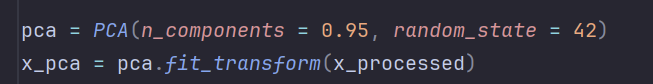 pca = PCA(n_components = 0.95, random_state = 42)
x_pca = pca.fit_transform(x_processed)